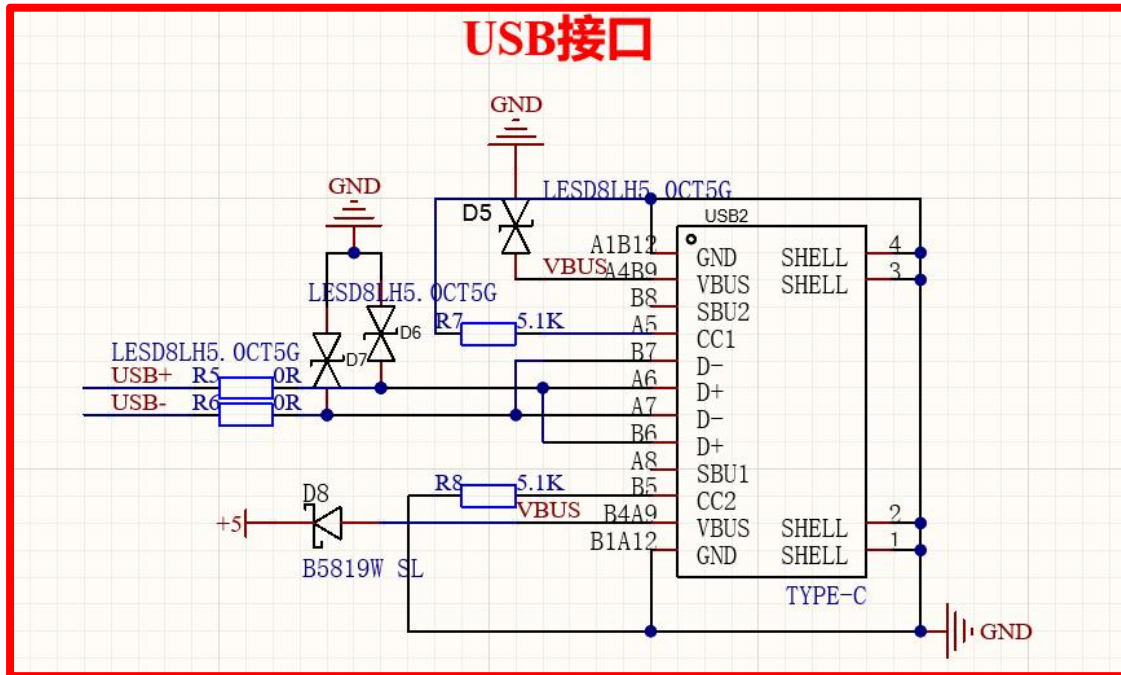 USB接口
GND
LESD8LH5.0CT5G
D5
USB2
GND
A1B12
GND
SHELL
4
VBUS
A4B9
VBUS
SHELL
3
LESD8LH5.0CT5G
B8
SBU2
R7
5.1K
A5
CC1
D6
B7
D-
LESD8LH5.0CT5G
D7
USB+
R5
0R
A6
D+
USB-
R6
0R
A7
D-
B6
D+
A8
SBU1
R8
5.1K
B5
CC2
D8
+5
VBUS
B4A9
VBUS
SHELL
2
B1A12
GND
SHELL
1
B5819W SL
TYPE-C
GND